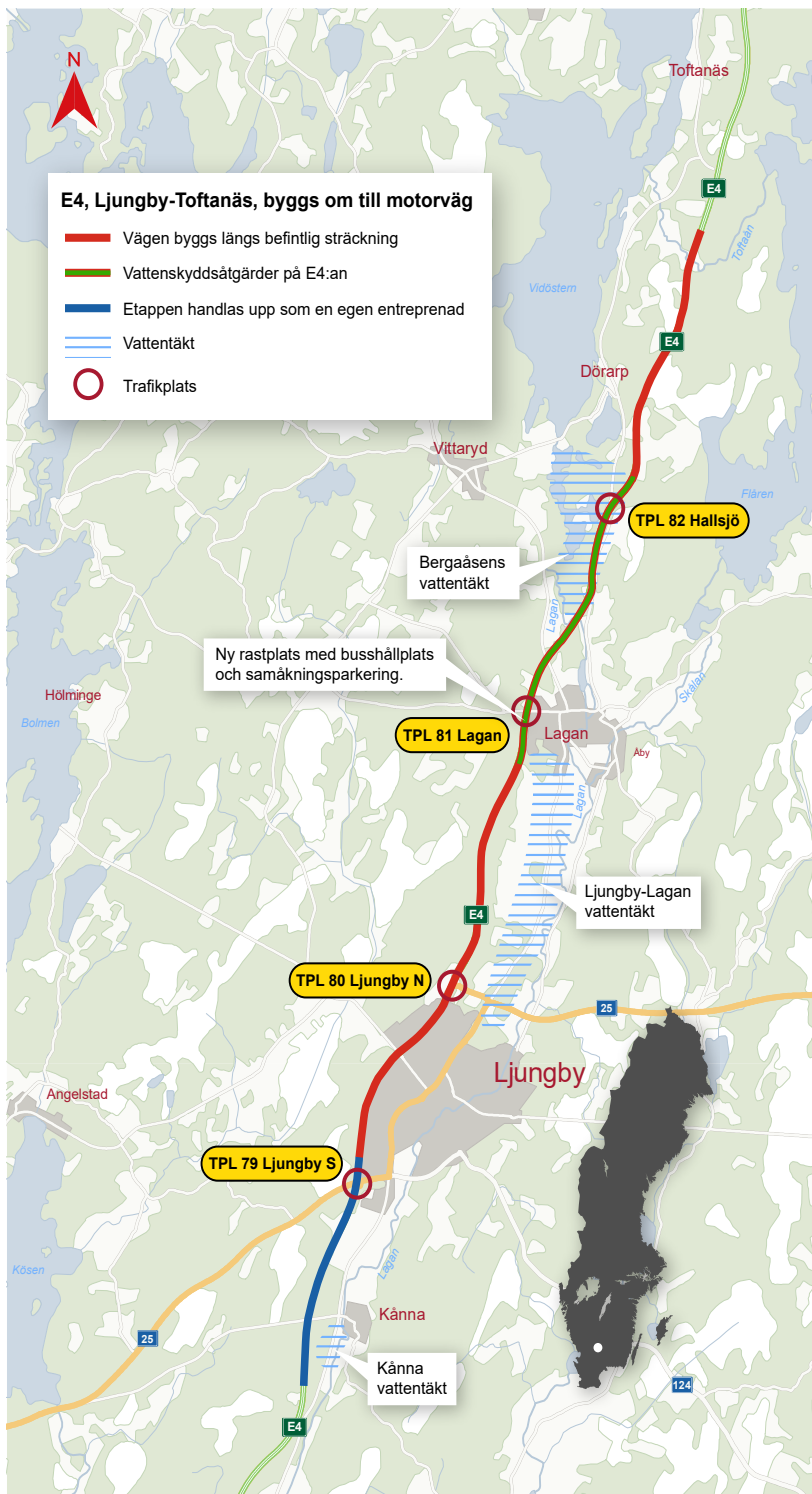 N
Toftanäs
E4
E4, Ljungby-Toftanäs, byggs om till motorväg
Vägen byggs längs befintlig sträckning
Vattenskyddsåtgärder på E4:an
Etappen handlas upp som en egen entreprenad
Vattentäkt
Trafikplats
Toftaån
Vidöstern
E4
Dörarp
Vittaryd
Flåren
TPL 82 Hallsjö
Bergaåsens
vattentäkt
Lagan
Ny rastplats med busshållplats
och samåkningsparkering.
Skålån
Hölminge
Bolmen
TPL 81 Lagan
Lagan
Åby
Lagan
Ljungby-Lagan
vattentäkt
E4
TPL 80 Ljungby N
25
Ljungby
Angelstad
TPL 79 Ljungby S
Lagan
Kösen
Kånna
25
Kånna
vattentäkt
124
E4